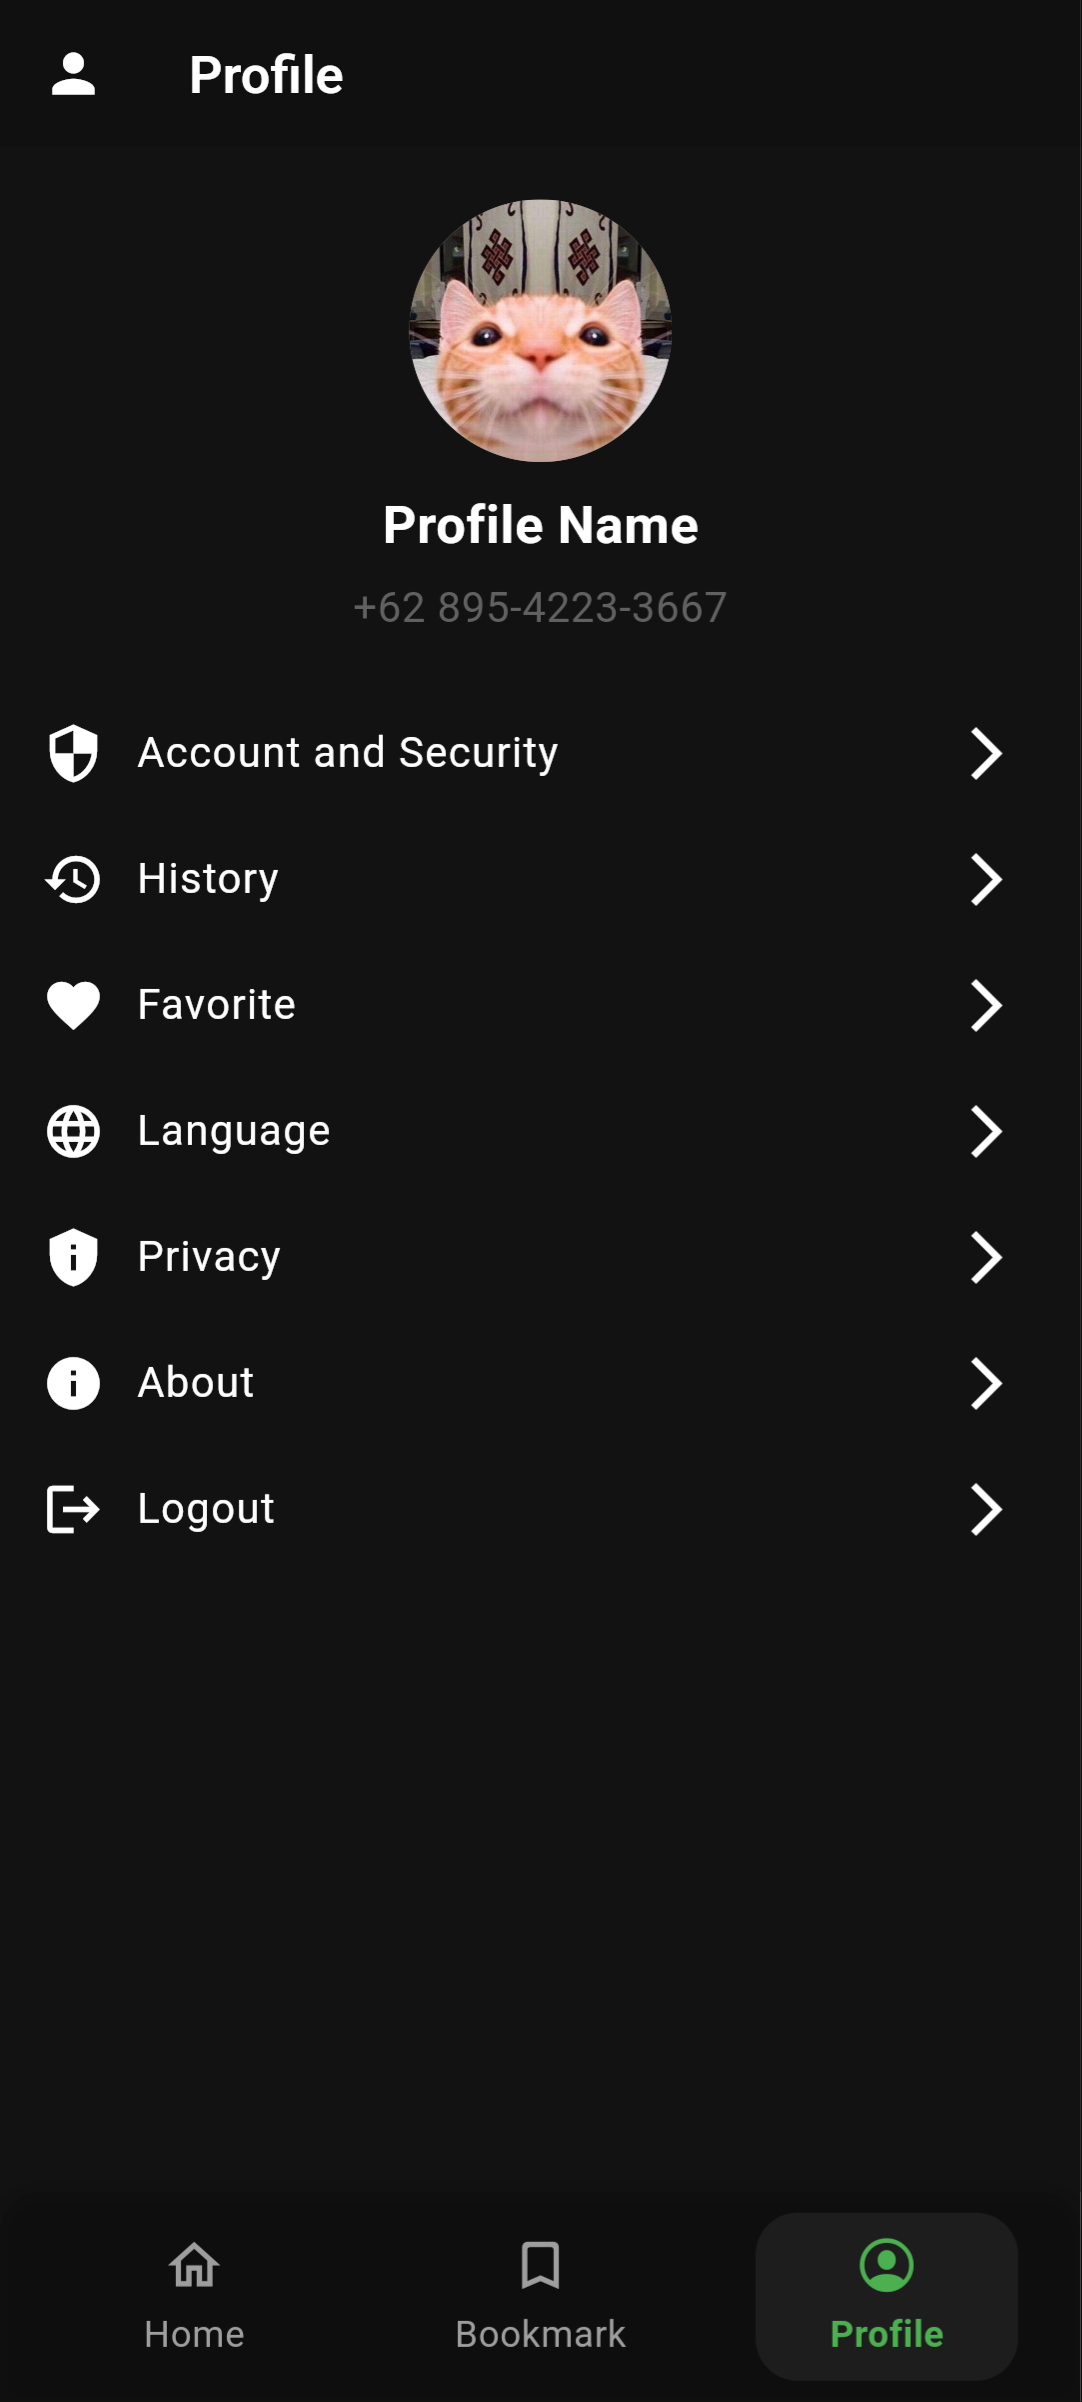 Profile
Profile Name
+62 895-4223-3667
Account and Security
History
Favorite
Language
Privacy
About
Logout
Home
Bookmark
Profile